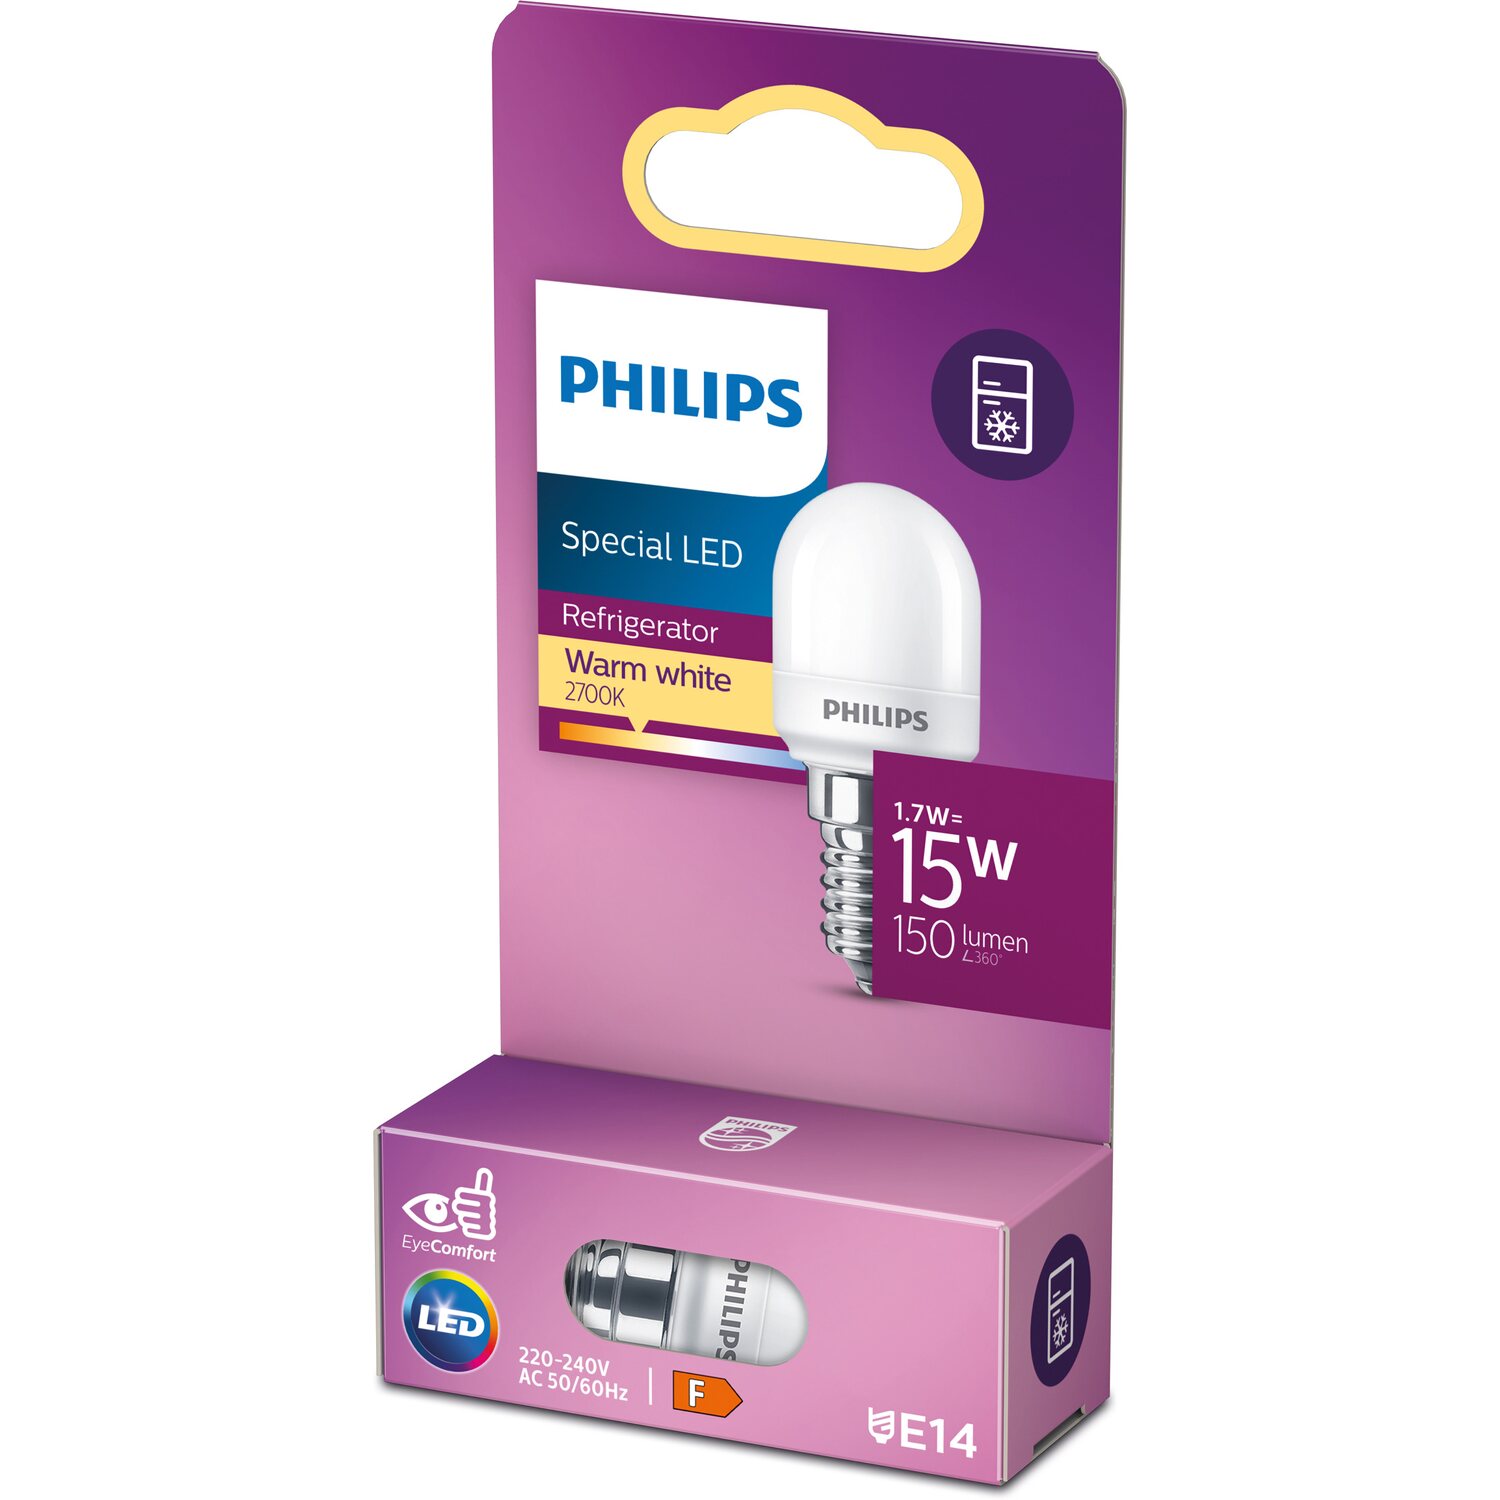 PHILIPS
Special LED
Refrigerator
Warm white
2700K
PHILIPS
1.7W=
15W
150 lumen
∠360°
PHILIPS
EyeComfort
LED
PHILIPS
220-240V
AC 50/60Hz
F
E14